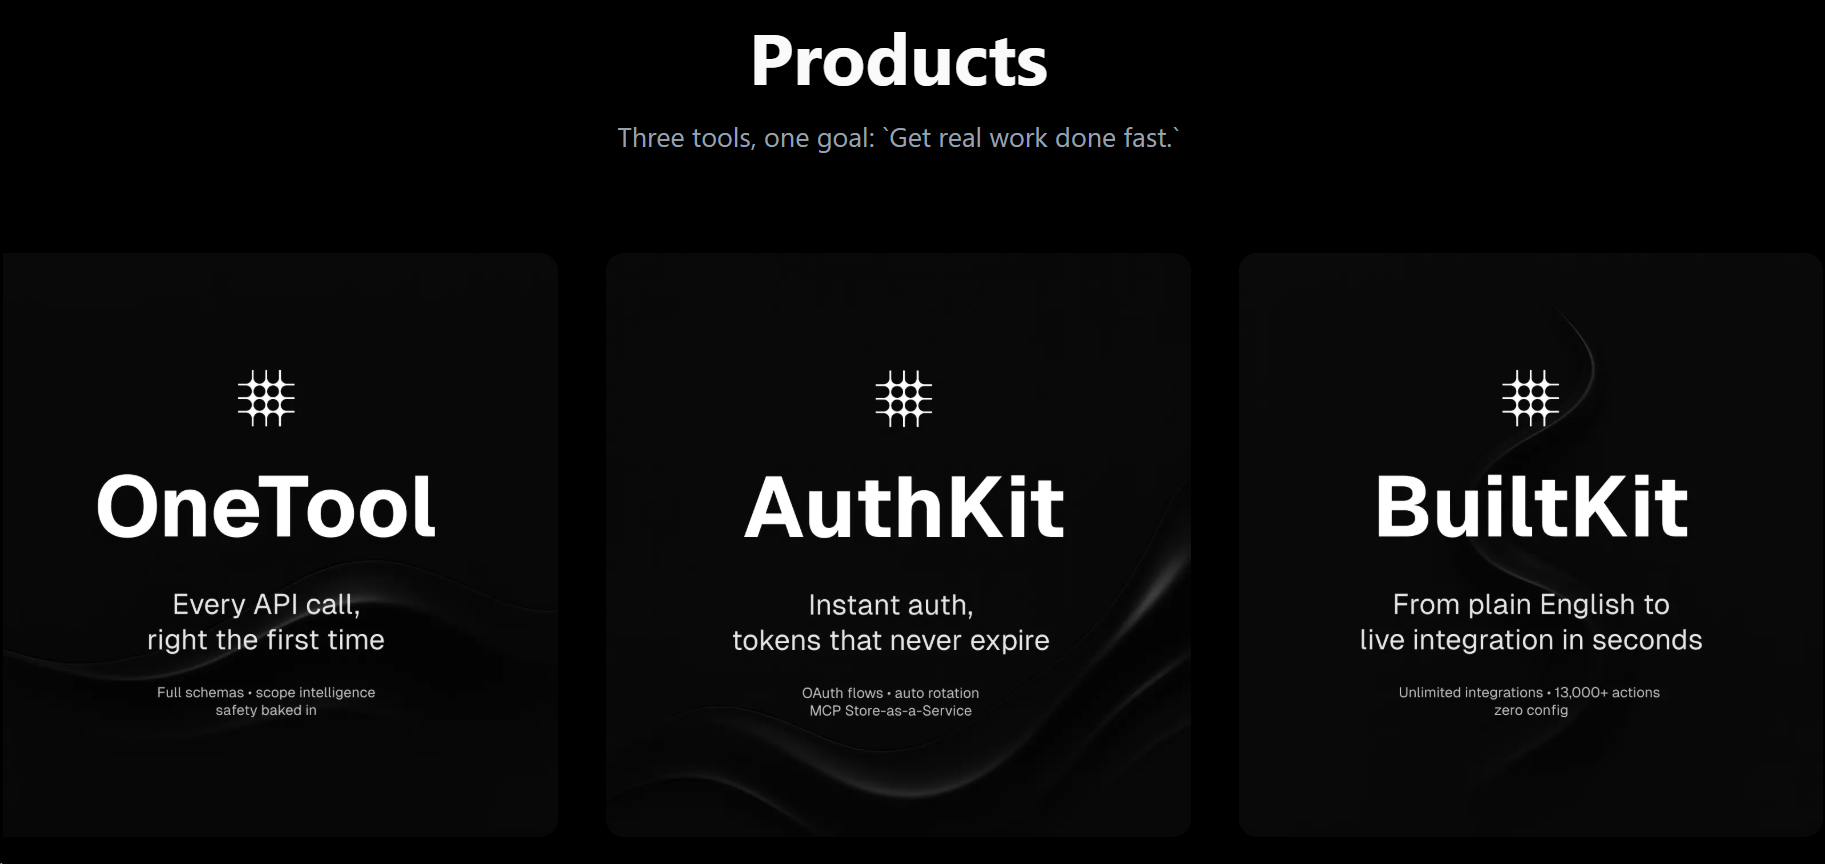 Products
Three tools, one goal: `Get real work done fast.`
OneTool
Every API call,
right the first time
Full schemas • scope intelligence
safety baked in
AuthKit
Instant auth,
tokens that never expire
OAuth flows • auto rotation
MCP Store-as-a-Service
BuiltKit
From plain English to
live integration in seconds
Unlimited integrations • 13,000+ actions
zero config